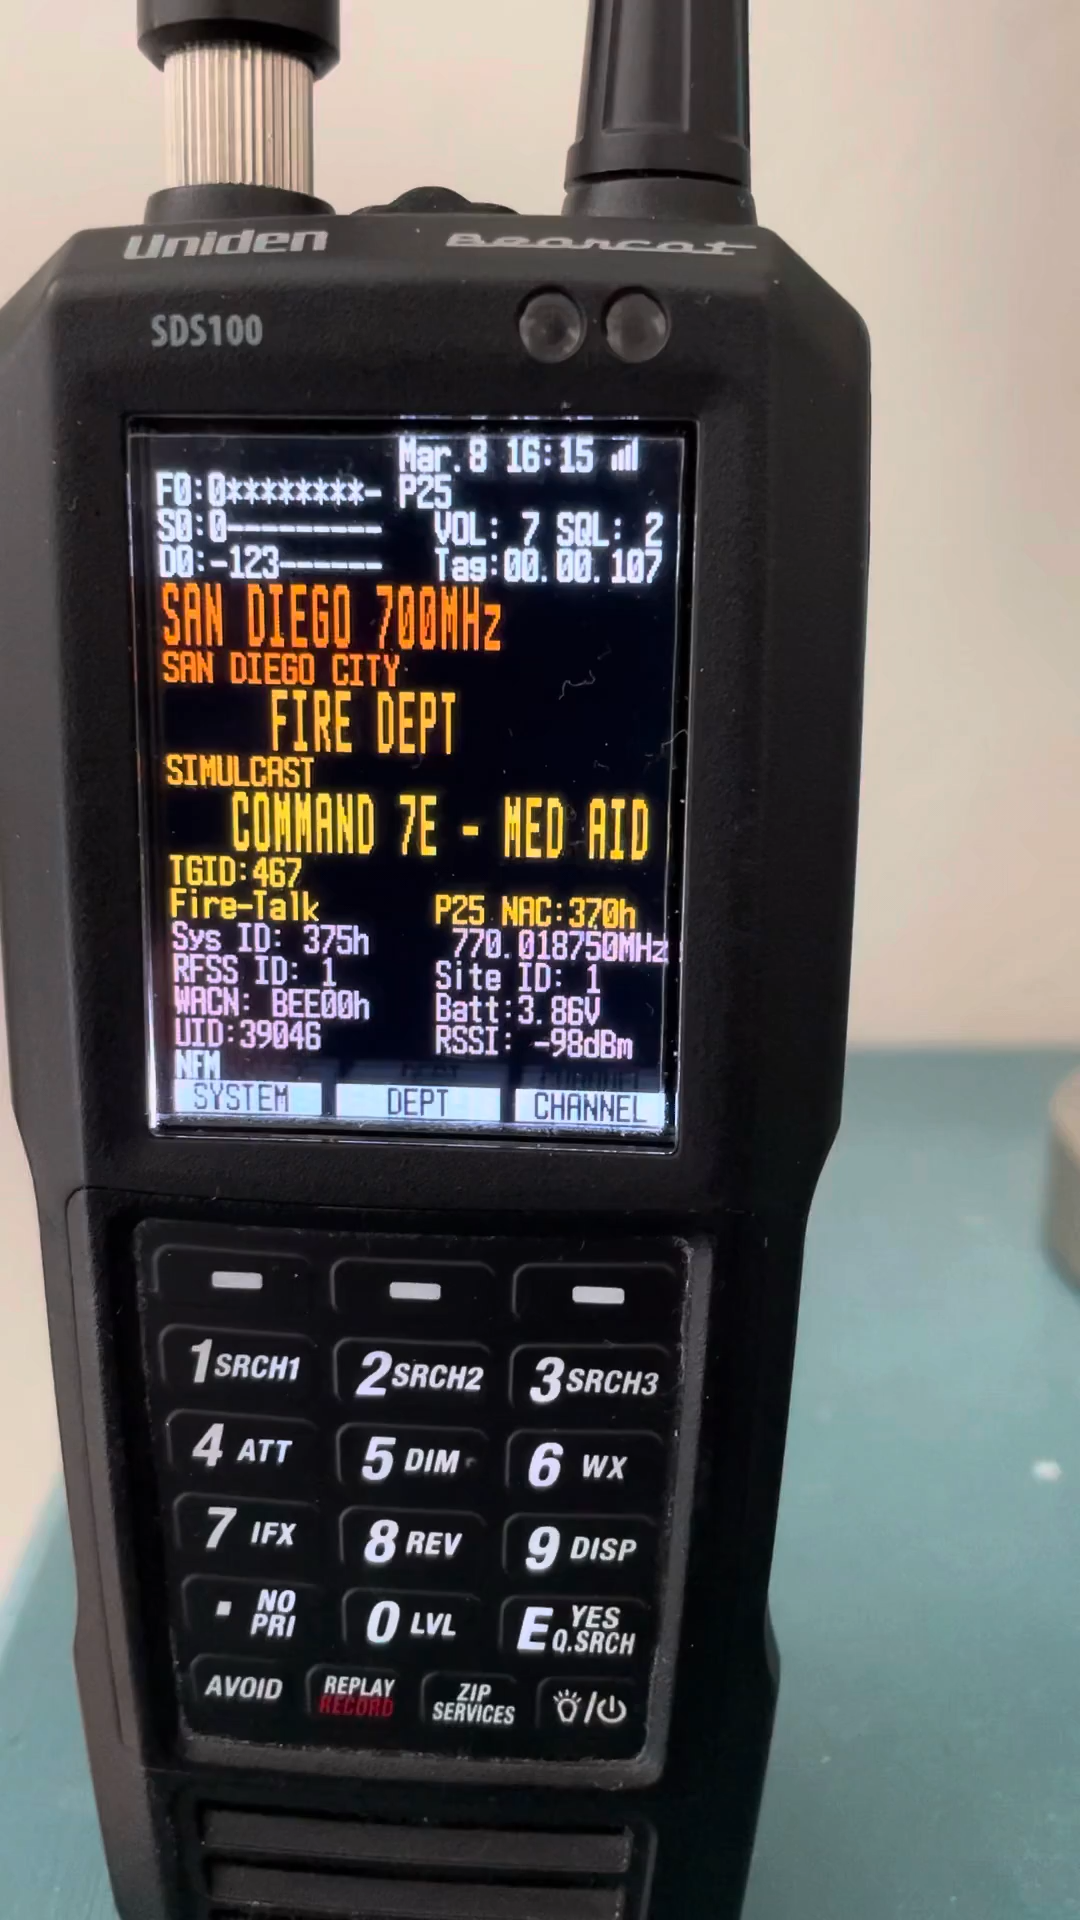 Uniden Bearcat
SDS100
Mar.8 16:15
F0:0********- P25
S0:0--------- VOL: 7 SQL: 2
D0:-123------ Tag:00.00.107
SAN DIEGO 700MHz
SAN DIEGO CITY
FIRE DEPT
SIMULCAST
COMMAND 7E - MED AID
TGID:467
Fire-Talk P25 NAC:370h
Sys ID: 375h 770.018750MHz
RFSS ID: 1 Site ID: 1
WACN: BEE00h Batt:3.86V
UID:39046 RSSI: -98dBm
NFM
SYSTEM DEPT CHANNEL
1 SRCH1 2 SRCH2 3 SRCH3
4 ATT 5 DIM 6 WX
7 IFX 8 REV 9 DISP
. NO PRI 0 LVL E YES Q.SRCH
AVOID REPLAY RECORD ZIP SERVICES